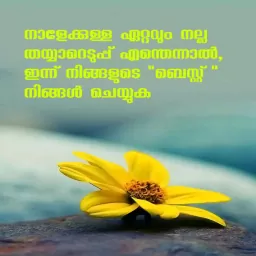 നാളേക്കുള്ള ഏറ്റവും നല്ല
തയ്യാറെടുപ്പ് എന്തെന്നാൽ,
ഇന്ന് നിങ്ങളുടെ "ബെസ്റ്റ് "
നിങ്ങൾ ചെയ്യുക